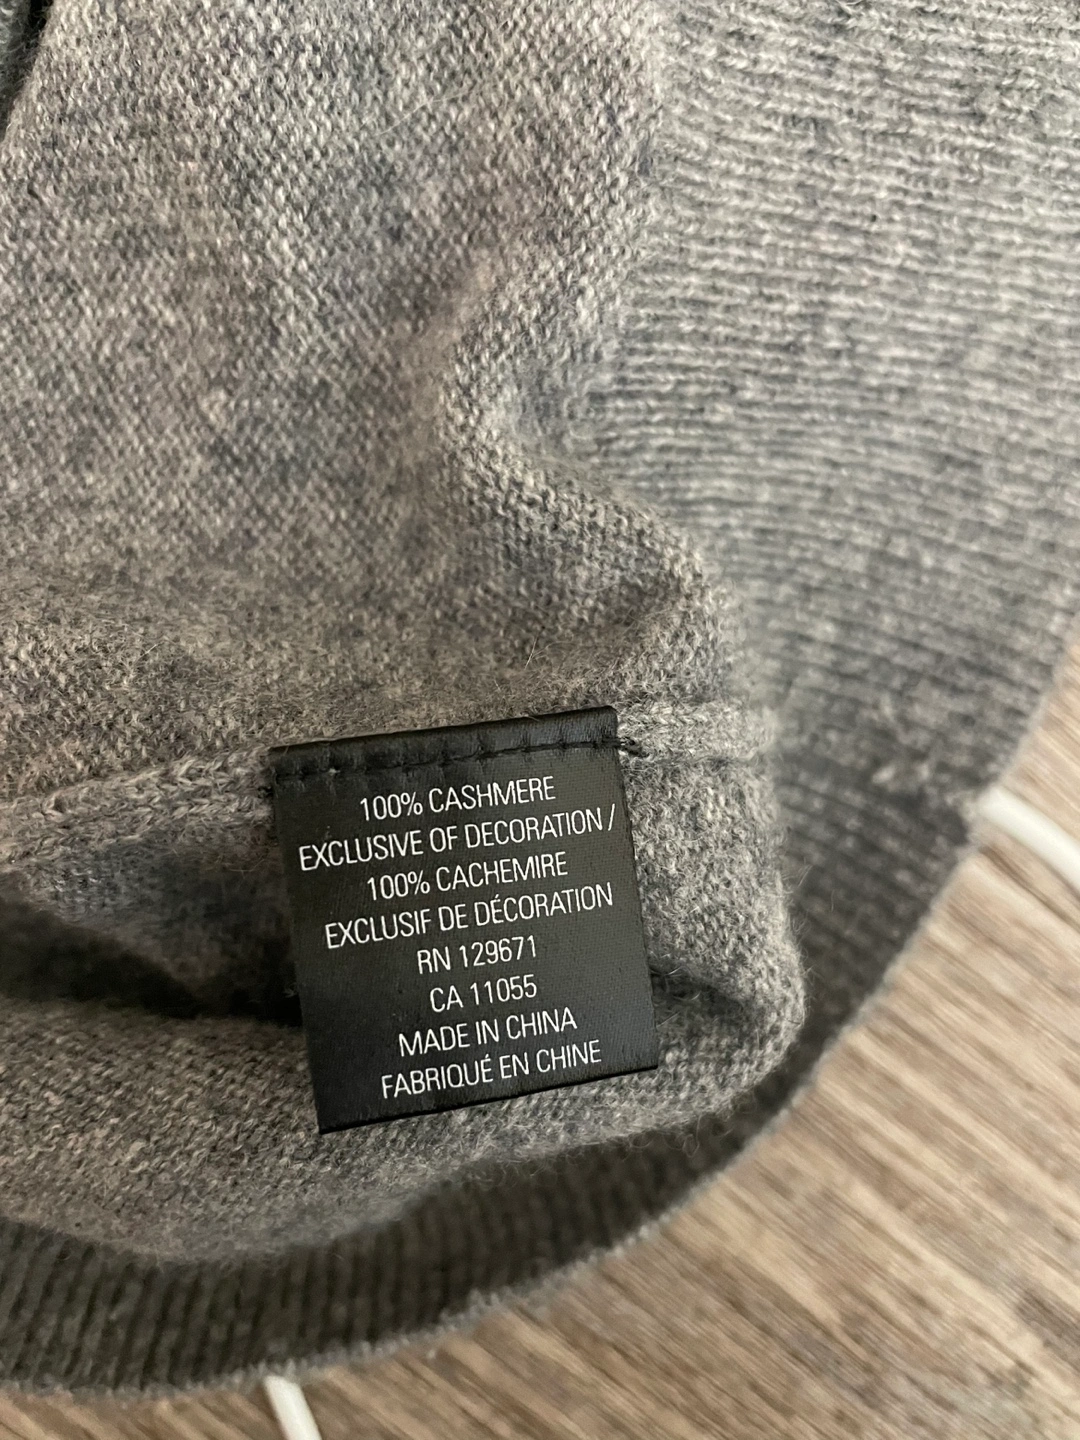 100% CASHMERE
EXCLUSIVE OF DECORATION /
100% CACHEMIRE
EXCLUSIF DE DÉCORATION
RN 129671
CA 11055
MADE IN CHINA
FABRIQUÉ EN CHINE